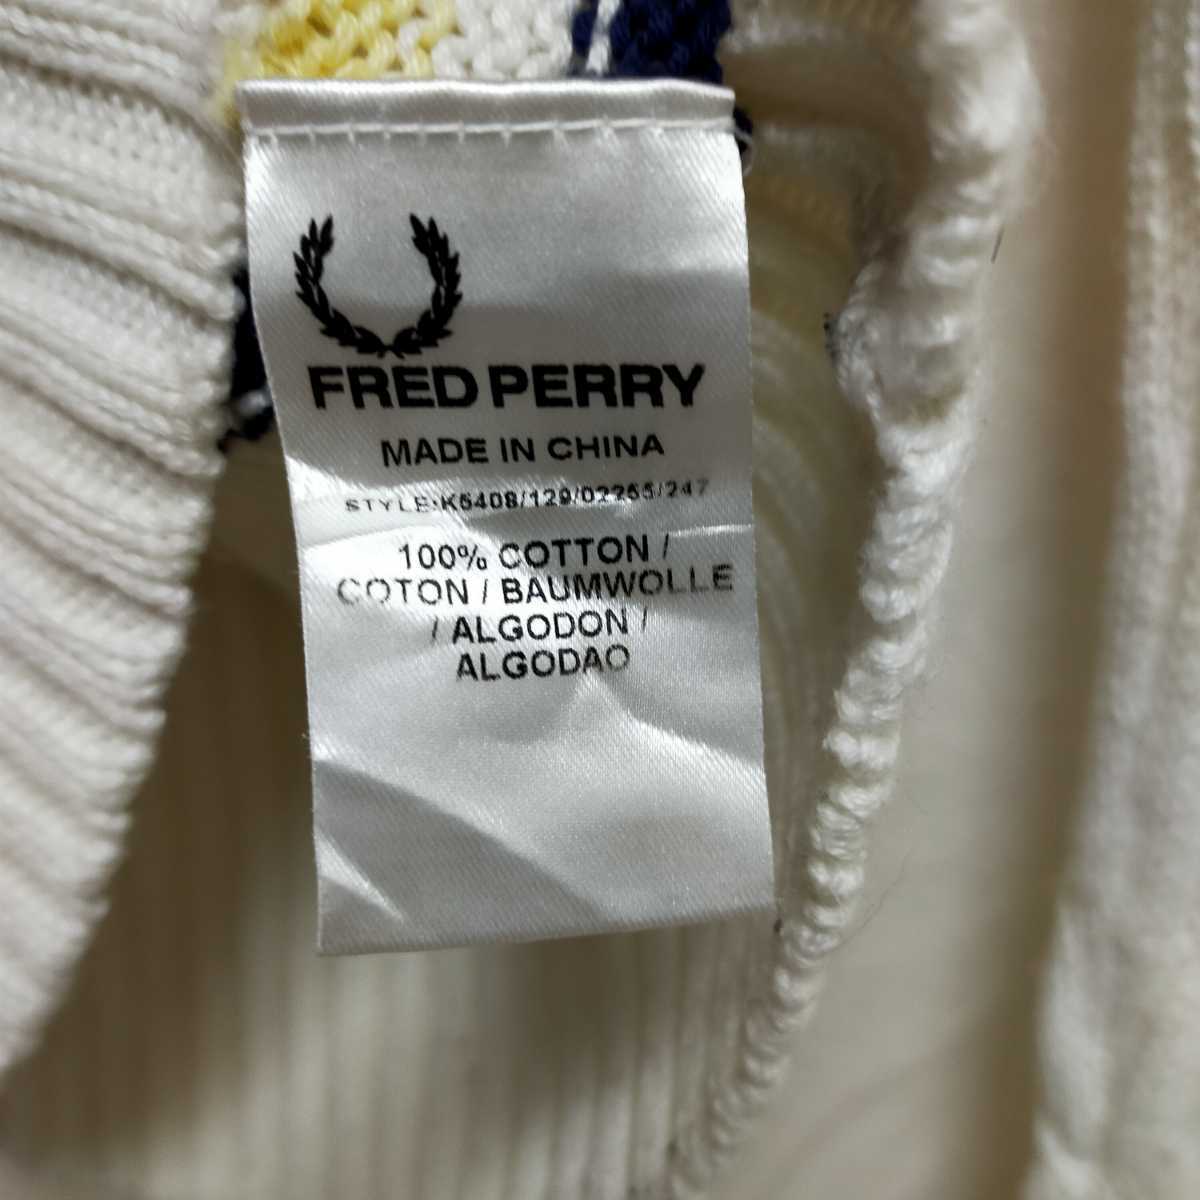 FRED PERRY
MADE IN CHINA
STYLE:K5408/129/02255/247
100% COTTON /
COTON / BAUMWOLLE
/ ALGODON /
ALGODAO